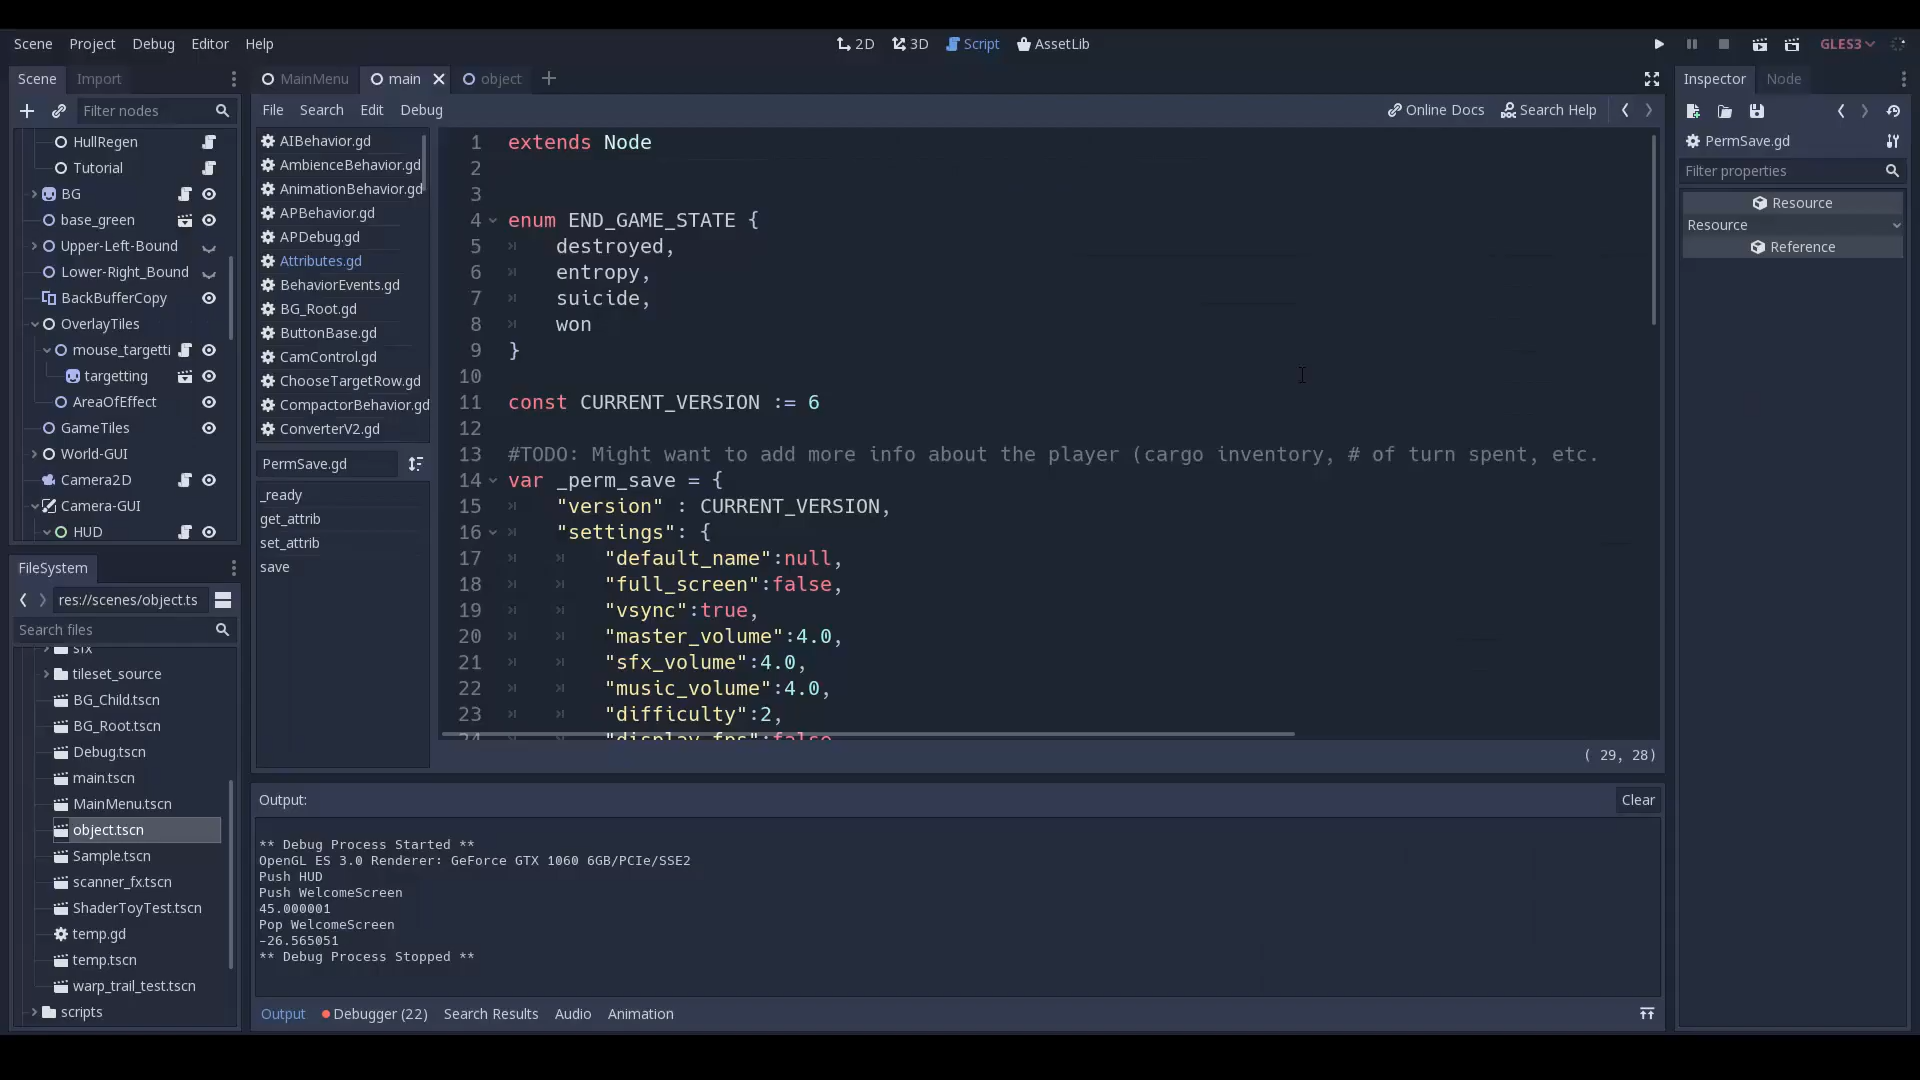 Scene Project Debug Editor Help
2D 3D Script AssetLib
GLES3
Scene Import
Filter nodes
HullRegen
Tutorial
BG
base_green
Upper-Left-Bound
Lower-Right_Bound
BackBufferCopy
OverlayTiles
mouse_targetti
targetting
AreaOfEffect
GameTiles
World-GUI
Camera2D
Camera-GUI
HUD
FileSystem
res://scenes/object.ts
Search files
sfx
tileset_source
BG_Child.tscn
BG_Root.tscn
Debug.tscn
main.tscn
MainMenu.tscn
object.tscn
Sample.tscn
scanner_fx.tscn
ShaderToyTest.tscn
temp.gd
temp.tscn
warp_trail_test.tscn
scripts
MainMenu main object
File Search Edit Debug
Online Docs Search Help
AIBehavior.gd
AmbienceBehavior.gd
AnimationBehavior.gd
APBehavior.gd
APDebug.gd
Attributes.gd
BehaviorEvents.gd
BG_Root.gd
ButtonBase.gd
CamControl.gd
ChooseTargetRow.gd
CompactorBehavior.gd
ConverterV2.gd
PermSave.gd
_ready
get_attrib
set_attrib
save
1 extends Node
2
3
4 enum END_GAME_STATE {
5 destroyed,
6 entropy,
7 suicide,
8 won
9 }
10
11 const CURRENT_VERSION := 6
12
13 #TODO: Might want to add more info about the player (cargo inventory, # of turn spent, etc.
14 var _perm_save = {
15 "version" : CURRENT_VERSION,
16 "settings": {
17 "default_name":null,
18 "full_screen":false,
19 "vsync":true,
20 "master_volume":4.0,
21 "sfx_volume":4.0,
22 "music_volume":4.0,
23 "difficulty":2,
24 "display_fps":false
( 29, 28)
Output:
Clear
** Debug Process Started **
OpenGL ES 3.0 Renderer: GeForce GTX 1060 6GB/PCIe/SSE2
Push HUD
Push WelcomeScreen
45.000001
Pop WelcomeScreen
-26.565051
** Debug Process Stopped **
Output Debugger (22) Search Results Audio Animation
Inspector Node
PermSave.gd
Filter properties
Resource
Resource
Reference